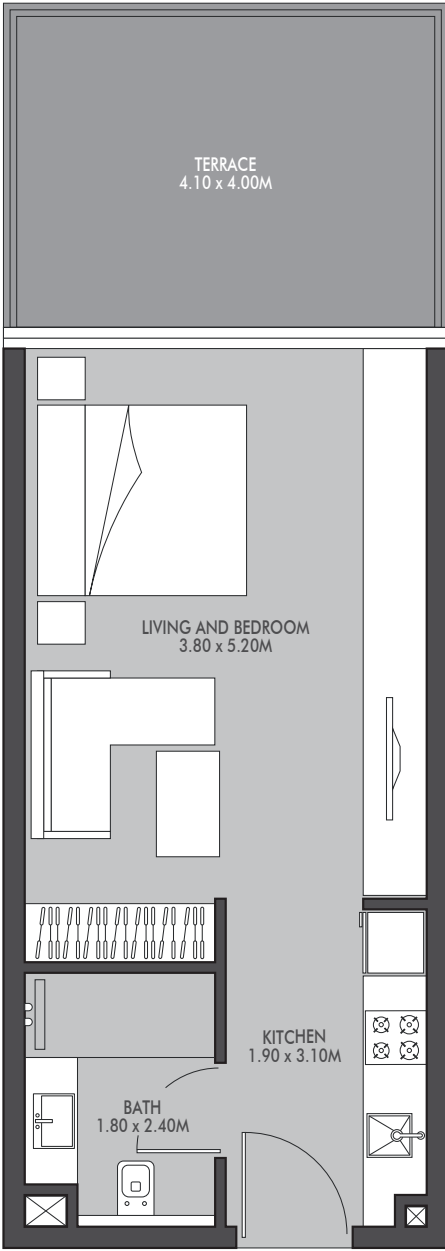 TERRACE
4.10 x 4.00M
LIVING AND BEDROOM
3.80 x 5.20M
KITCHEN
1.90 x 3.10M
BATH
1.80 x 2.40M